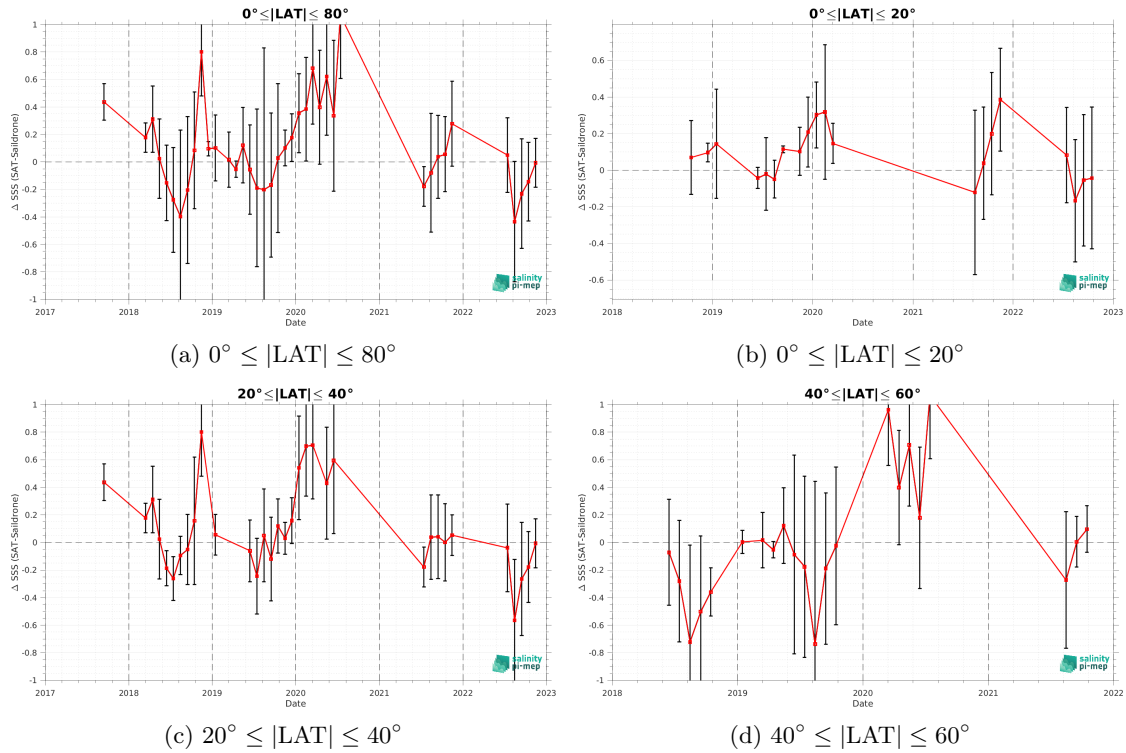 0°≤|LAT|≤ 80°
Δ SSS (SAT-Saildrone)
1
0.8
0.6
0.4
0.2
0
-0.2
-0.4
-0.6
-0.8
-1
2017 2018 2019 2020 2021 2022 2023
Date
salinity
pi-mep
(a) 0° ≤ |LAT| ≤ 80°
0°≤|LAT|≤ 20°
Δ SSS (SAT-Saildrone)
0.8
0.6
0.4
0.2
0
-0.2
-0.4
-0.6
2018 2019 2020 2021 2022 2023
Date
salinity
pi-mep
(b) 0° ≤ |LAT| ≤ 20°
20°≤|LAT|≤ 40°
Δ SSS (SAT-Saildrone)
1
0.8
0.6
0.4
0.2
0
-0.2
-0.4
-0.6
-0.8
-1
2017 2018 2019 2020 2021 2022 2023
Date
salinity
pi-mep
(c) 20° ≤ |LAT| ≤ 40°
40°≤|LAT|≤ 60°
Δ SSS (SAT-Saildrone)
1
0.8
0.6
0.4
0.2
0
-0.2
-0.4
-0.6
-0.8
-1
2018 2019 2020 2021 2022
Date
salinity
pi-mep
(d) 40° ≤ |LAT| ≤ 60°